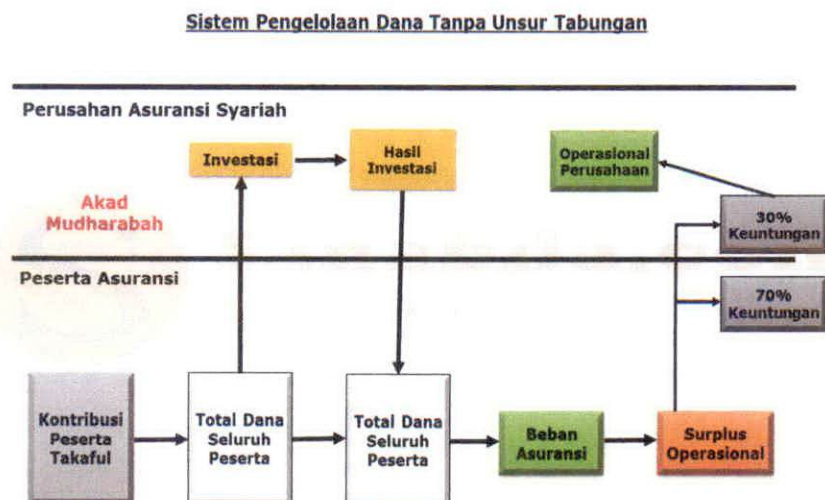 Sistem Pengelolaan Dana Tanpa Unsur Tabungan
Perusahan Asuransi Syariah
Investasi
Hasil
Investasi
Operasional
Perusahaan
Akad
Mudharabah
30%
Keuntungan
Peserta Asuransi
70%
Keuntungan
Kontribusi
Peserta
Takaful
Total Dana
Seluruh
Peserta
Total Dana
Seluruh
Peserta
Beban
Asuransi
Surplus
Operasional